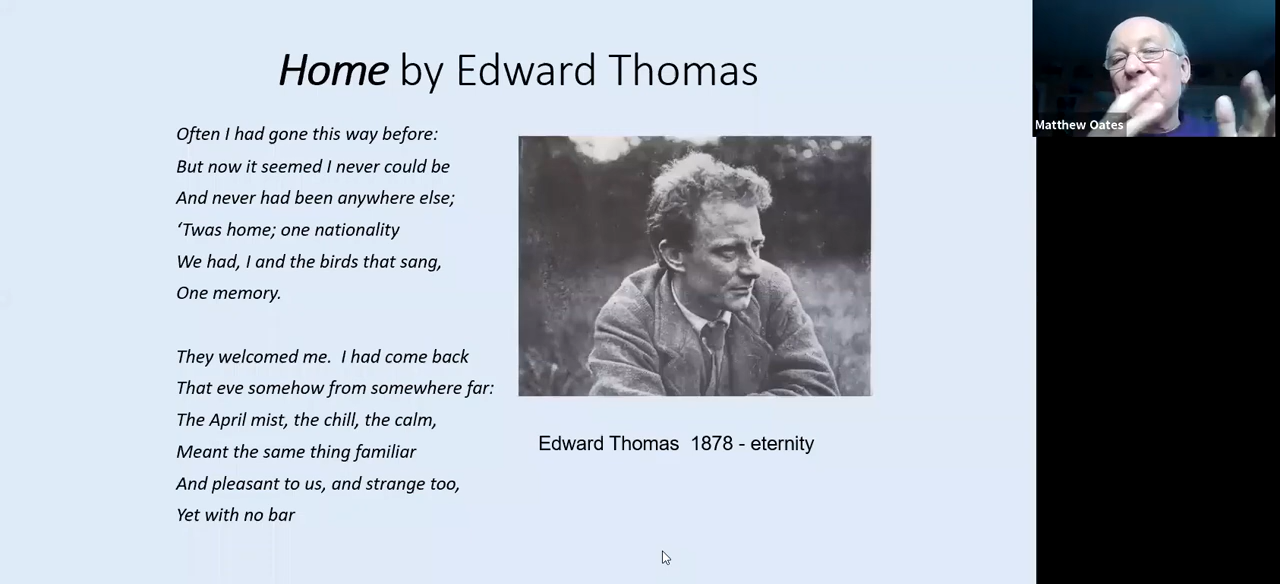 Home by Edward Thomas
Often I had gone this way before:
But now it seemed I never could be
And never had been anywhere else;
‘Twas home; one nationality
We had, I and the birds that sang,
One memory.
They welcomed me.  I had come back
That eve somehow from somewhere far:
The April mist, the chill, the calm,
Meant the same thing familiar
And pleasant to us, and strange too,
Yet with no bar
Edward Thomas  1878 - eternity
Matthew Oates